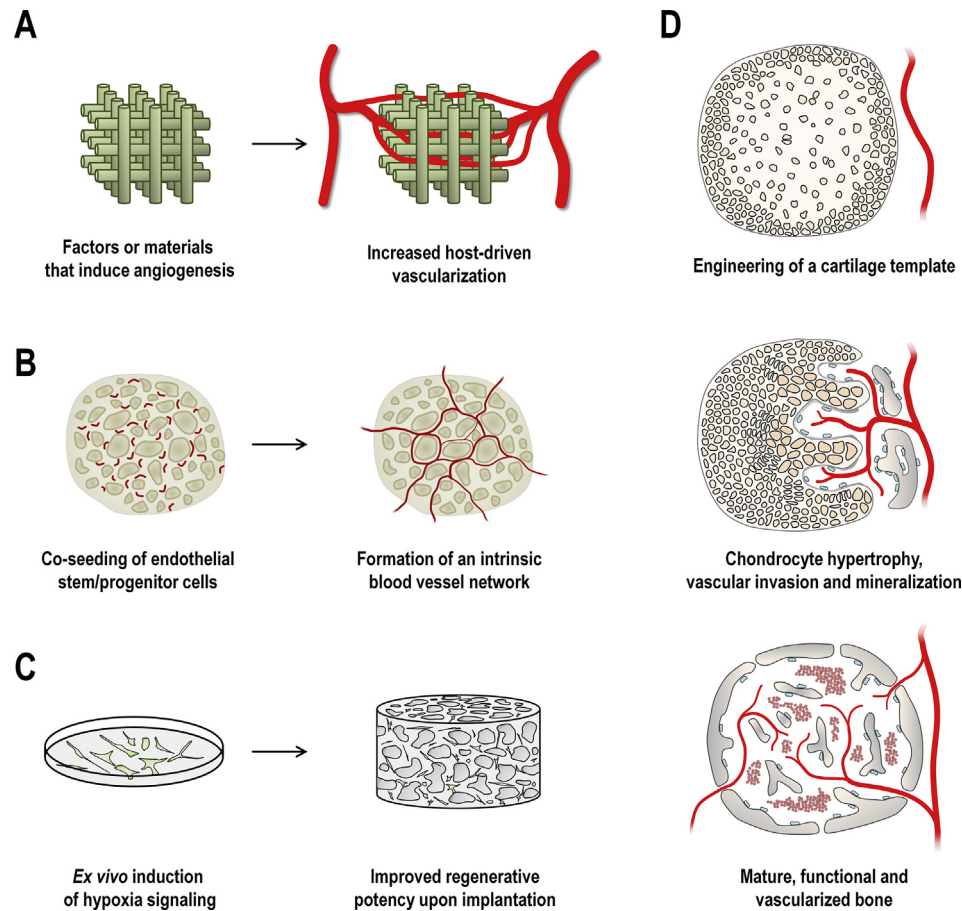 A
Factors or materials
that induce angiogenesis
Increased host-driven
vascularization
B
Co-seeding of endothelial
stem/progenitor cells
Formation of an intrinsic
blood vessel network
C
Ex vivo induction
of hypoxia signaling
Improved regenerative
potency upon implantation
D
Engineering of a cartilage template
Chondrocyte hypertrophy,
vascular invasion and mineralization
Mature, functional and
vascularized bone